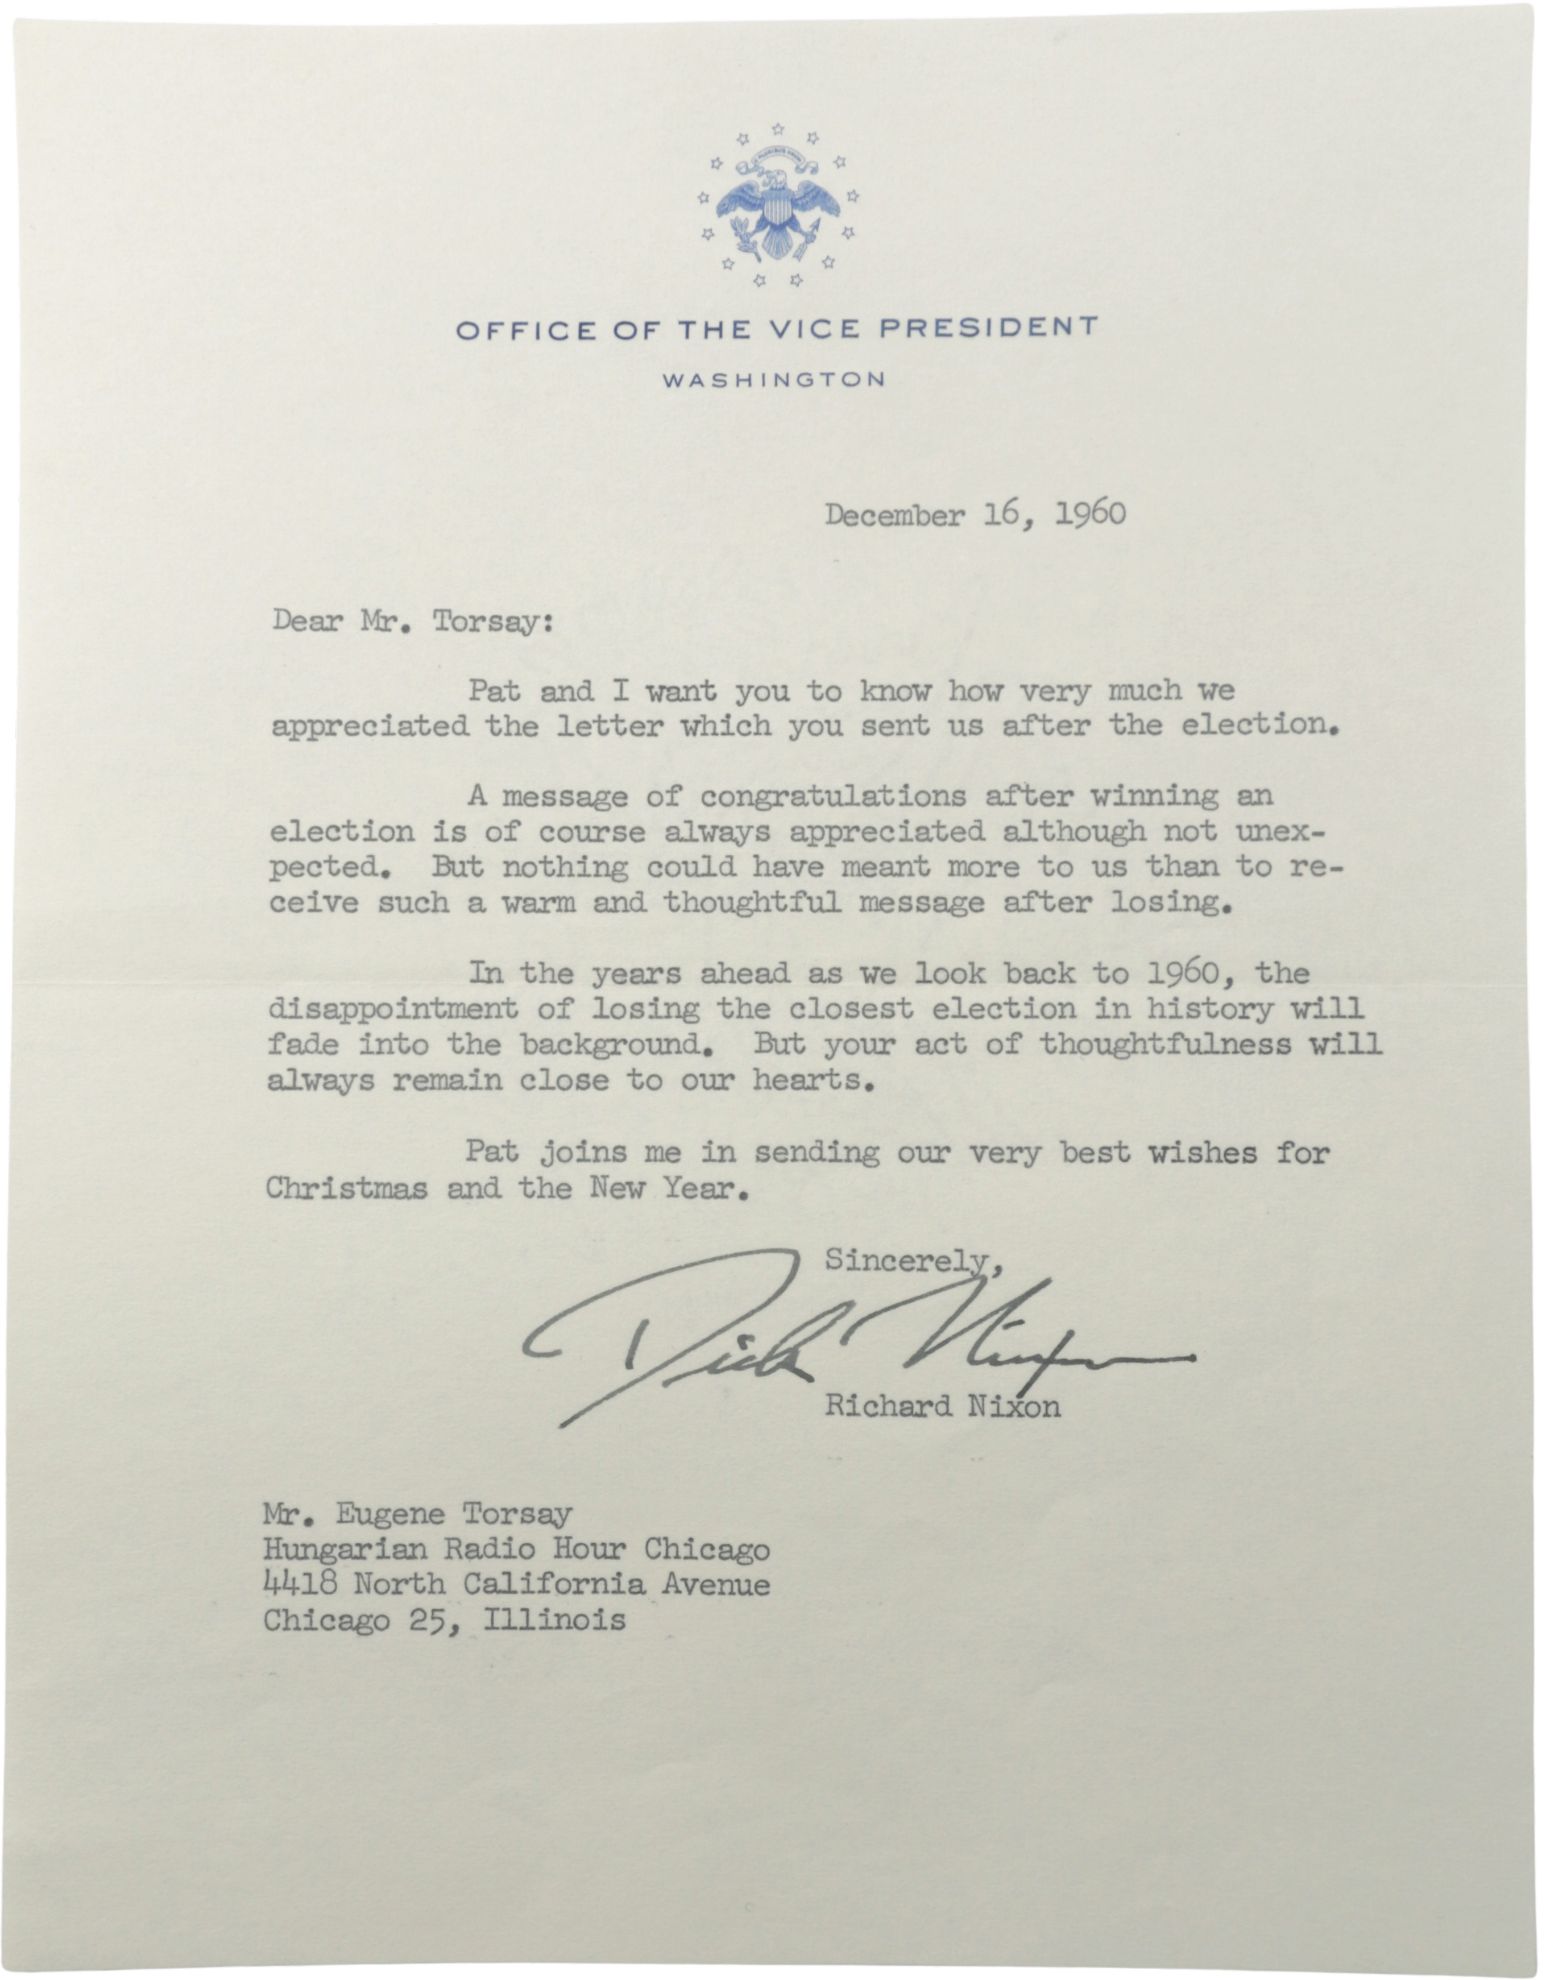 OFFICE OF THE VICE PRESIDENT
WASHINGTON
December 16, 1960
Dear Mr. Torsay:
Pat and I want you to know how very much we
appreciated the letter which you sent us after the election.
A message of congratulations after winning an
election is of course always appreciated although not unex-
pected. But nothing could have meant more to us than to re-
ceive such a warm and thoughtful message after losing.
In the years ahead as we look back to 1960, the
disappointment of losing the closest election in history will
fade into the background. But your act of thoughtfulness will
always remain close to our hearts.
Pat joins me in sending our very best wishes for
Christmas and the New Year.
Sincerely,
Dick Nixon
Richard Nixon
Mr. Eugene Torsay
Hungarian Radio Hour Chicago
4418 North California Avenue
Chicago 25, Illinois